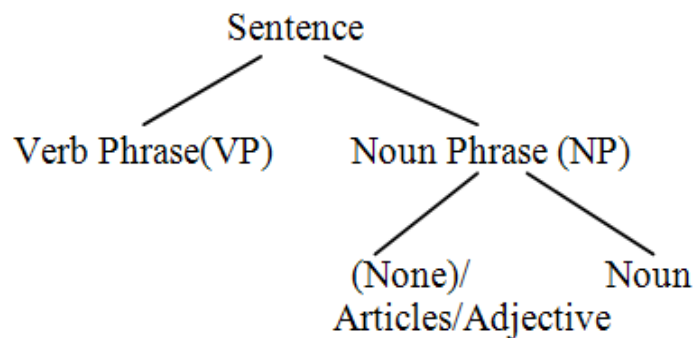 Sentence
Verb Phrase(VP) Noun Phrase (NP)
(None)/ Noun
Articles/Adjective